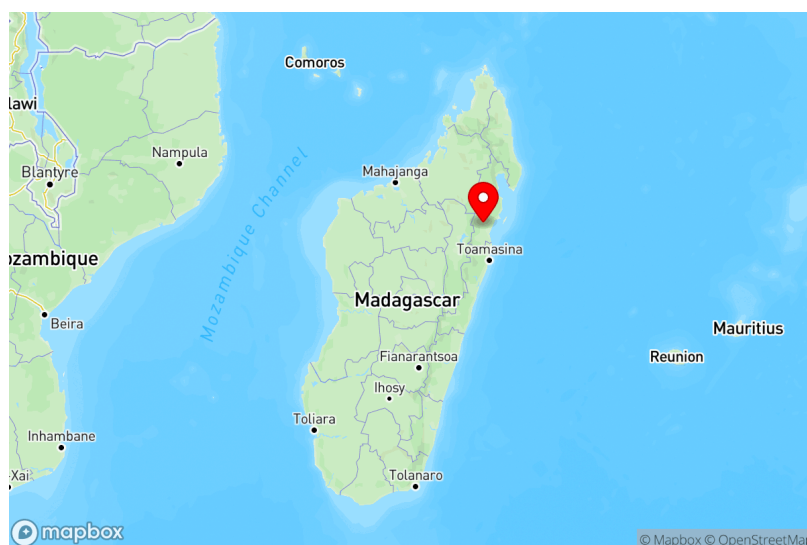 Comoros
lawi
Nampula
Blantyre
Mahajanga
Mozambique Channel
Toamasina
ozambique
Madagascar
Beira
Mauritius
Reunion
Fianarantsoa
Ihosy
Toliara
Inhambane
-Xai
Tolanaro
mapbox
© Mapbox © OpenStreetMap